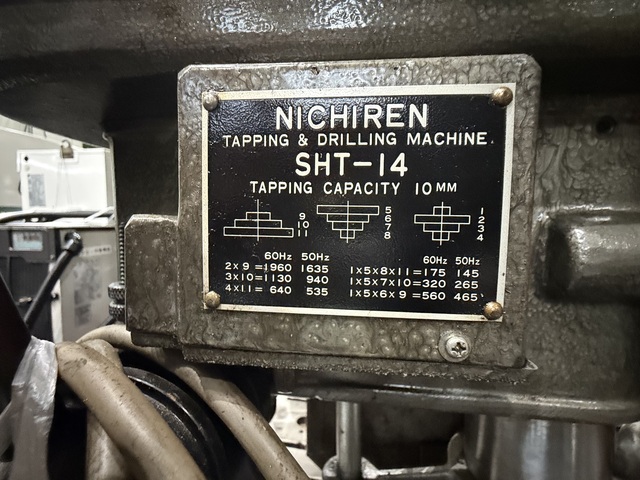 NICHIREN
TAPPING & DRILLING MACHINE
SHT-14
TAPPING CAPACITY 10MM
9
10
11
5
6
7
8
1
2
3
4
60Hz 50Hz
2×9=1960 1635
3×10=1130 940
4×11= 640 535
60Hz 50Hz
1×5×8×11=175 145
1×5×7×10=320 265
1×5×6×9=560 465